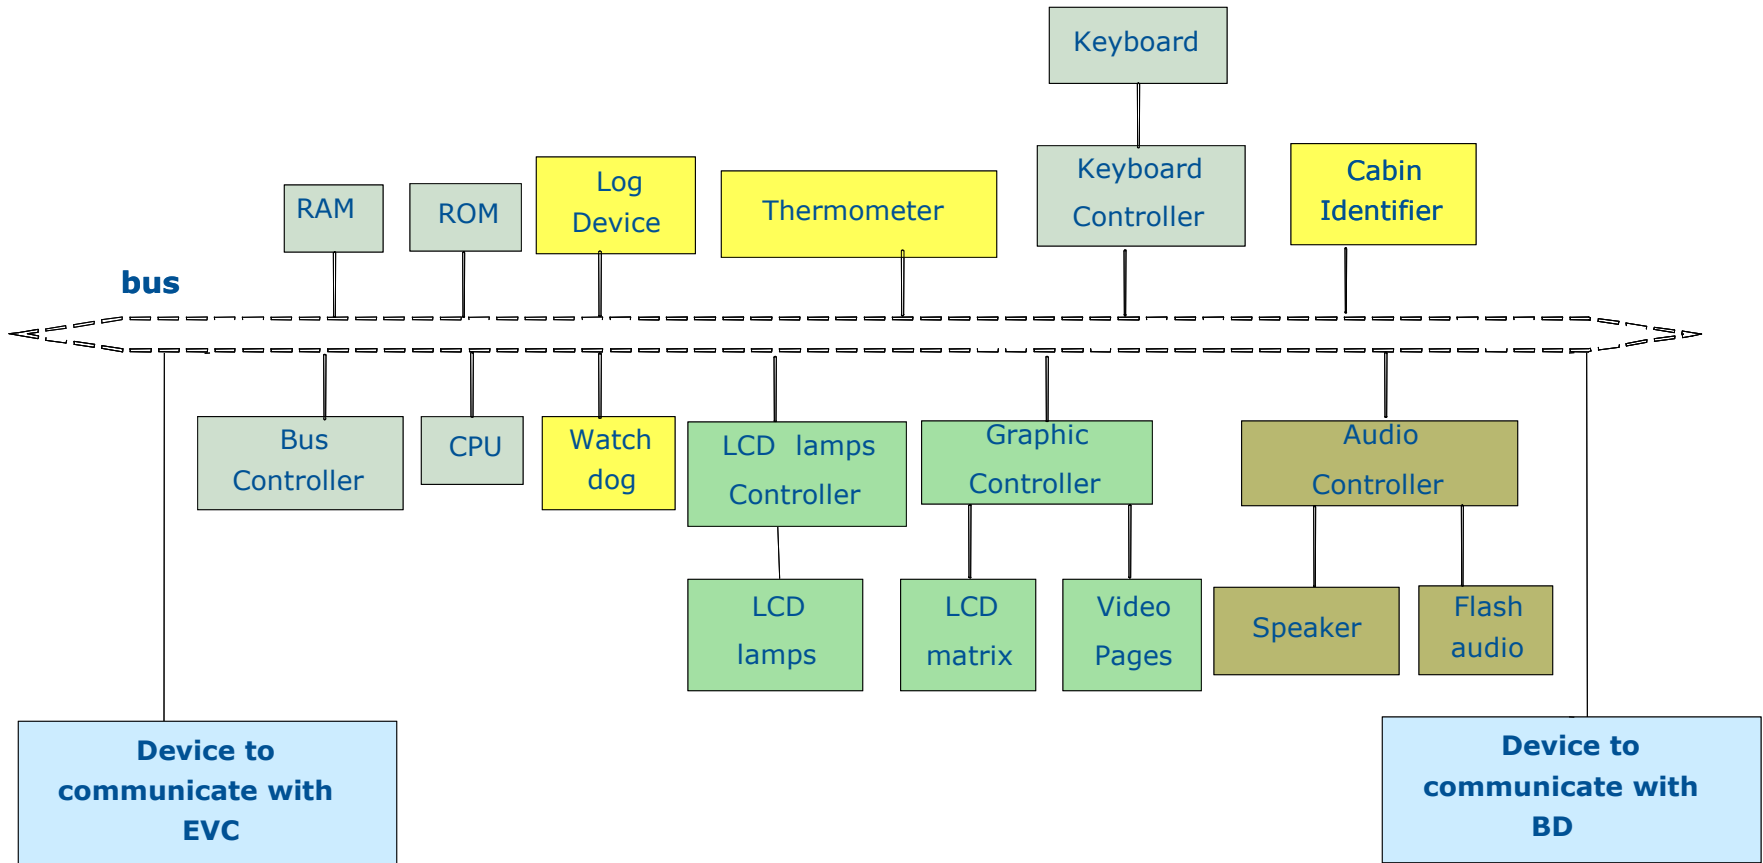 Keyboard
Keyboard
Controller
Cabin
Identifier
Log
Device
Thermometer
RAM
ROM
bus
Bus
Controller
CPU
Watch
dog
LCD lamps
Controller
Graphic
Controller
Audio
Controller
LCD
lamps
LCD
matrix
Video
Pages
Speaker
Flash
audio
Device to
communicate with
EVC
Device to
communicate with
BD